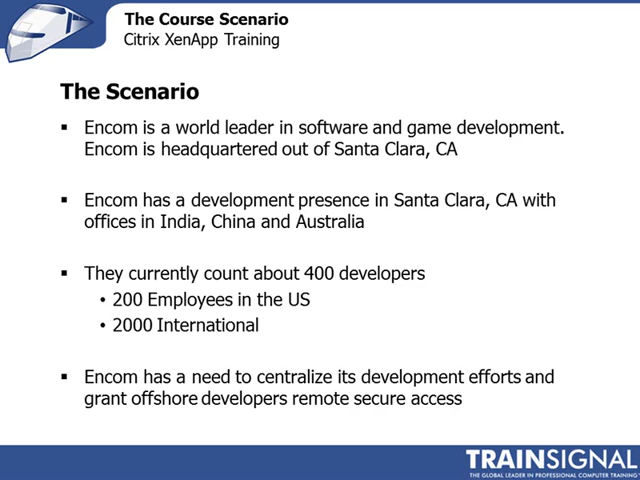 The Course Scenario
Citrix XenApp Training
The Scenario
▪ Encom is a world leader in software and game development.
Encom is headquartered out of Santa Clara, CA
▪ Encom has a development presence in Santa Clara, CA with
offices in India, China and Australia
▪ They currently count about 400 developers
• 200 Employees in the US
• 2000 International
▪ Encom has a need to centralize its development efforts and
grant offshore developers remote secure access
TRAINSIGNAL
THE GLOBAL LEADER IN PROFESSIONAL COMPUTER TRAINING